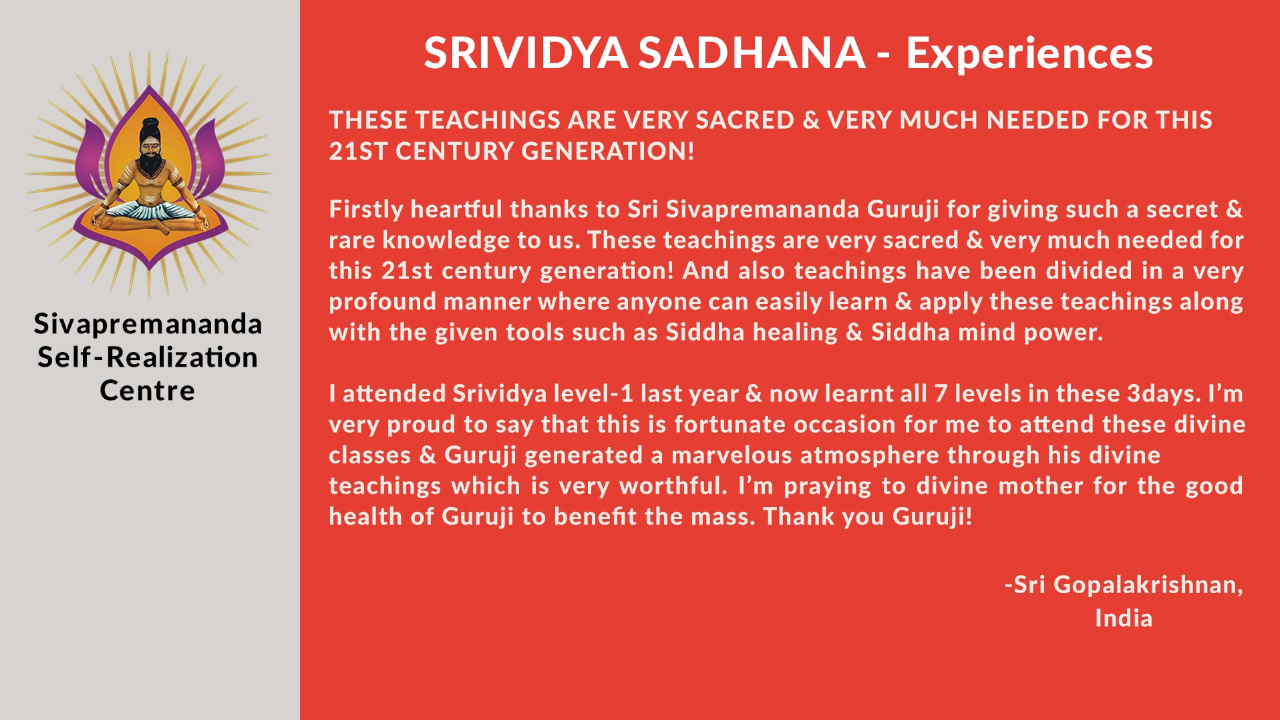 SRIVIDYA SADHANA - Experiences
THESE TEACHINGS ARE VERY SACRED & VERY MUCH NEEDED FOR THIS
21ST CENTURY GENERATION!
Firstly heartful thanks to Sri Sivapremananda Guruji for giving such a secret &
rare knowledge to us. These teachings are very sacred & very much needed for
this 21st century generation! And also teachings have been divided in a very
profound manner where anyone can easily learn & apply these teachings along
with the given tools such as Siddha healing & Siddha mind power.
I attended Srividya level-1 last year & now learnt all 7 levels in these 3days. I’m
very proud to say that this is fortunate occasion for me to attend these divine
classes & Guruji generated a marvelous atmosphere through his divine
teachings which is very worthful. I’m praying to divine mother for the good
health of Guruji to benefit the mass. Thank you Guruji!
-Sri Gopalakrishnan,
India
Sivapremananda
Self-Realization
Centre